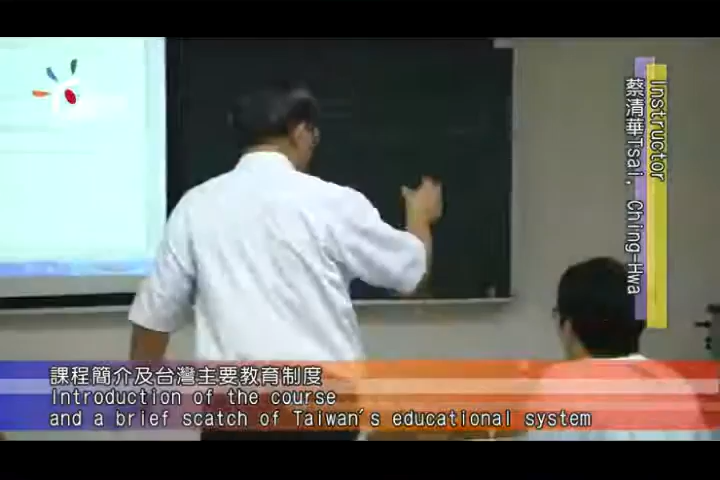 Instructor
蔡清華Tsai, Ching-Hwa
課程簡介及台灣主要教育制度
Introduction of the course
and a brief scatch of Taiwan's educational system